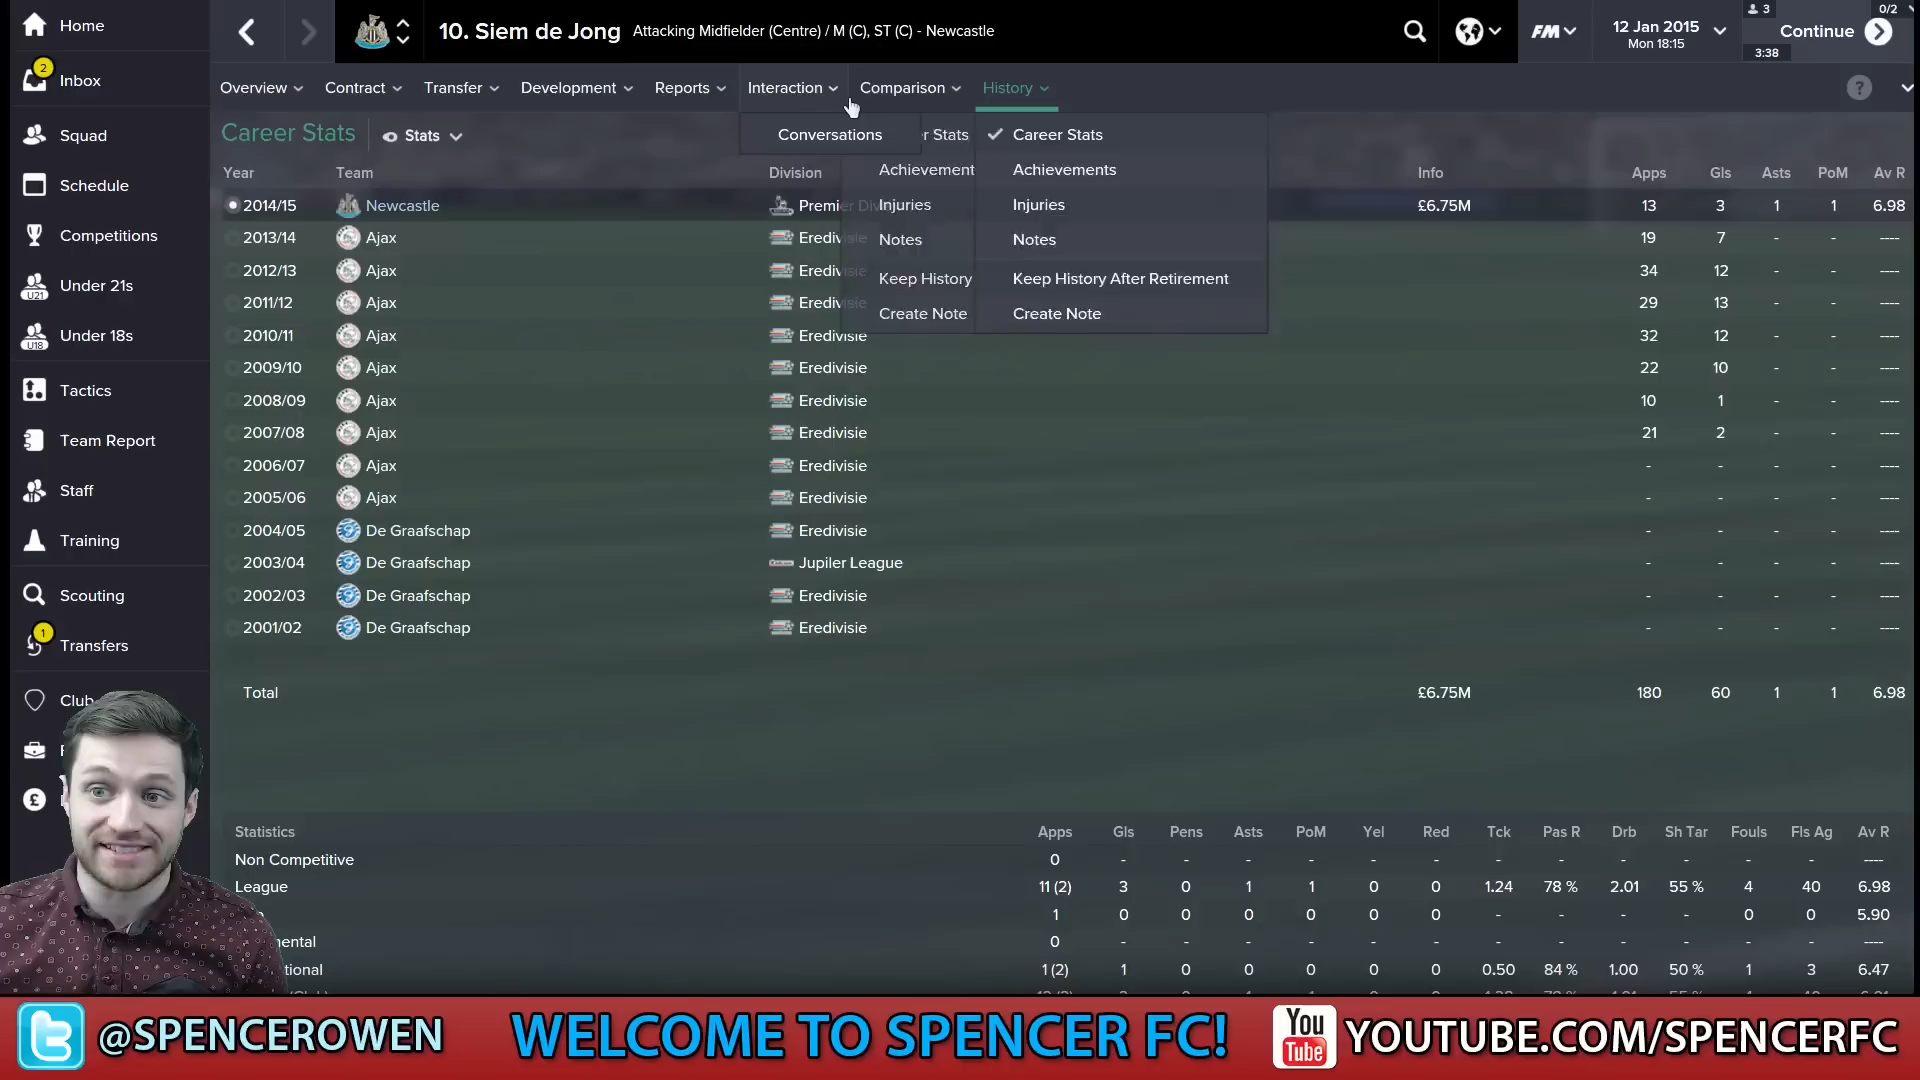 Home
10. Siem de Jong Attacking Midfielder (Centre) / M (C), ST (C) - Newcastle
FM
12 Jan 2015
Mon 18:15
3
0/2
Continue
3:38
2
Inbox
Overview Contract Transfer Development Reports Interaction Comparison History ?
Squad
Schedule
Competitions
U21 Under 21s
U18 Under 18s
Tactics
Team Report
Staff
Training
Scouting
1
Transfers
Club
£
Career Stats Stats
Conversations
r Stats
Achievement
Injuries
Notes
Keep History
Create Note
Career Stats
Achievements
Injuries
Notes
Keep History After Retirement
Create Note
Year Team Division Info Apps Gls Asts PoM Av R
2014/15 Newcastle Premier Div £6.75M 13 3 1 1 6.98
2013/14 Ajax Eredivisie 19 7 - - ----
2012/13 Ajax Eredivisie 34 12 - - ----
2011/12 Ajax Eredivisie 29 13 - - ----
2010/11 Ajax Eredivisie 32 12 - - ----
2009/10 Ajax Eredivisie 22 10 - - ----
2008/09 Ajax Eredivisie 10 1 - - ----
2007/08 Ajax Eredivisie 21 2 - - ----
2006/07 Ajax Eredivisie - - - - ----
2005/06 Ajax Eredivisie - - - - ----
2004/05 De Graafschap Eredivisie - - - - ----
2003/04 De Graafschap Jupiler League - - - - ----
2002/03 De Graafschap Eredivisie - - - - ----
2001/02 De Graafschap Eredivisie - - - - ----
Total £6.75M 180 60 1 1 6.98
Statistics Apps Gls Pens Asts PoM Yel Red Tck Pas R Drb Sh Tar Fouls Fls Ag Av R
Non Competitive 0 - - - - - - - - - - - - ----
League 11 (2) 3 0 1 1 0 0 1.24 78 % 2.01 55 % 4 40 6.98
1 0 0 0 0 0 0 - - - - 0 0 5.90
nental 0 - - - - - - - - - - - - ----
tional 1 (2) 1 0 0 0 0 0 0.50 84 % 1.00 50 % 1 3 6.47
@SPENCEROWEN
WELCOME TO SPENCER FC!
You Tube
YOUTUBE.COM/SPENCERFC